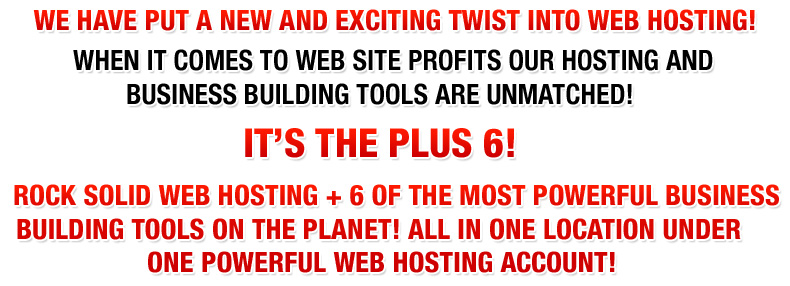 WE HAVE PUT A NEW AND EXCITING TWIST INTO WEB HOSTING!
WHEN IT COMES TO WEB SITE PROFITS OUR HOSTING AND
BUSINESS BUILDING TOOLS ARE UNMATCHED!
IT’S THE PLUS 6!
ROCK SOLID WEB HOSTING + 6 OF THE MOST POWERFUL BUSINESS
BUILDING TOOLS ON THE PLANET! ALL IN ONE LOCATION UNDER
ONE POWERFUL WEB HOSTING ACCOUNT!